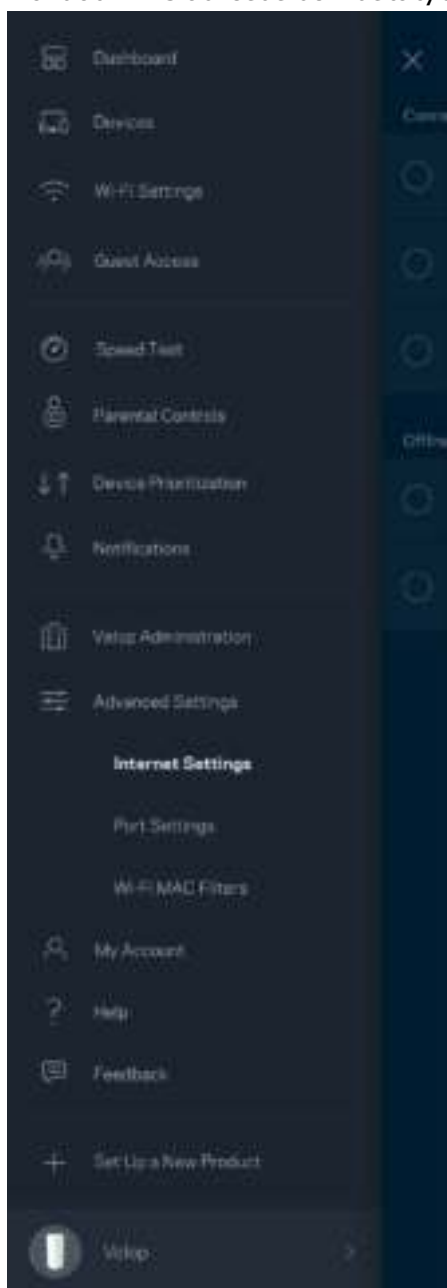 Dashboard
Devices
Wi-Fi Settings
Guest Access
Speed Test
Parental Controls
Device Prioritization
Notifications
Velop Administration
Advanced Settings
Internet Settings
Port Settings
Wi-Fi MAC Filters
My Account
Help
Feedback
Set Up a New Product
Velop
Offline